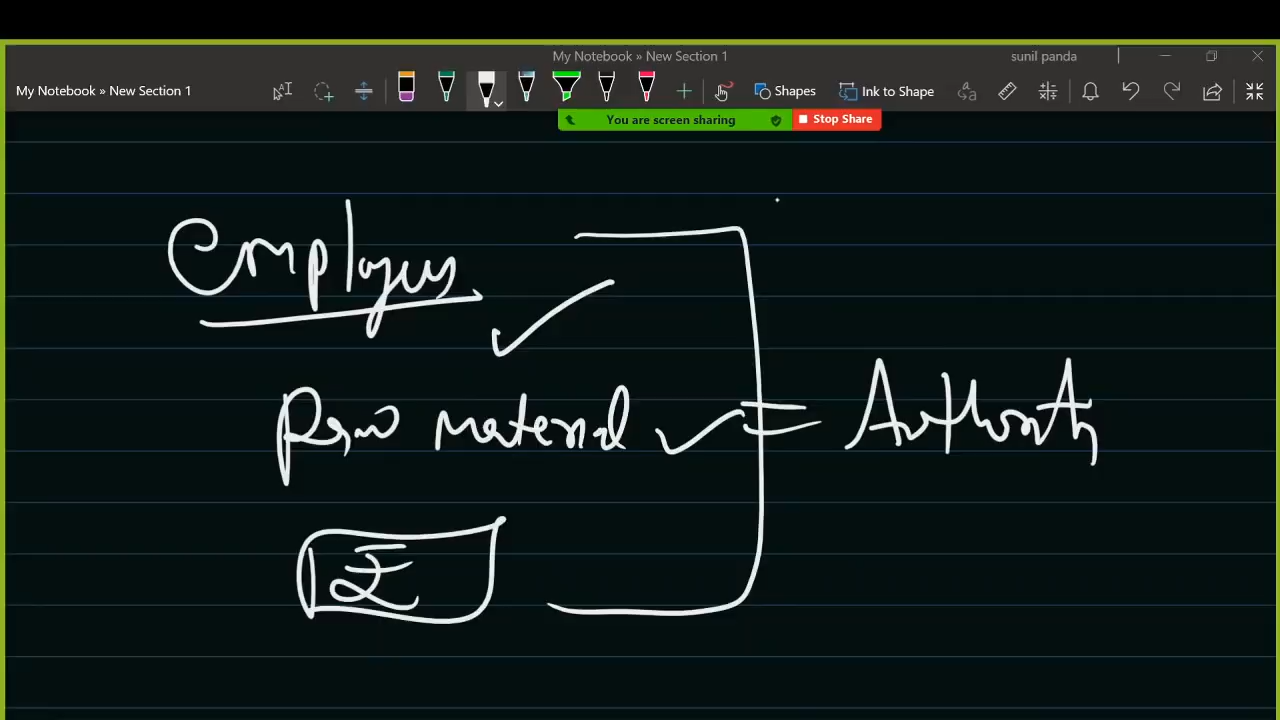 My Notebook » New Section 1
sunil panda
My Notebook » New Section 1
Shapes
Ink to Shape
You are screen sharing
Stop Share
Employees
Raw material
= Authority
₹